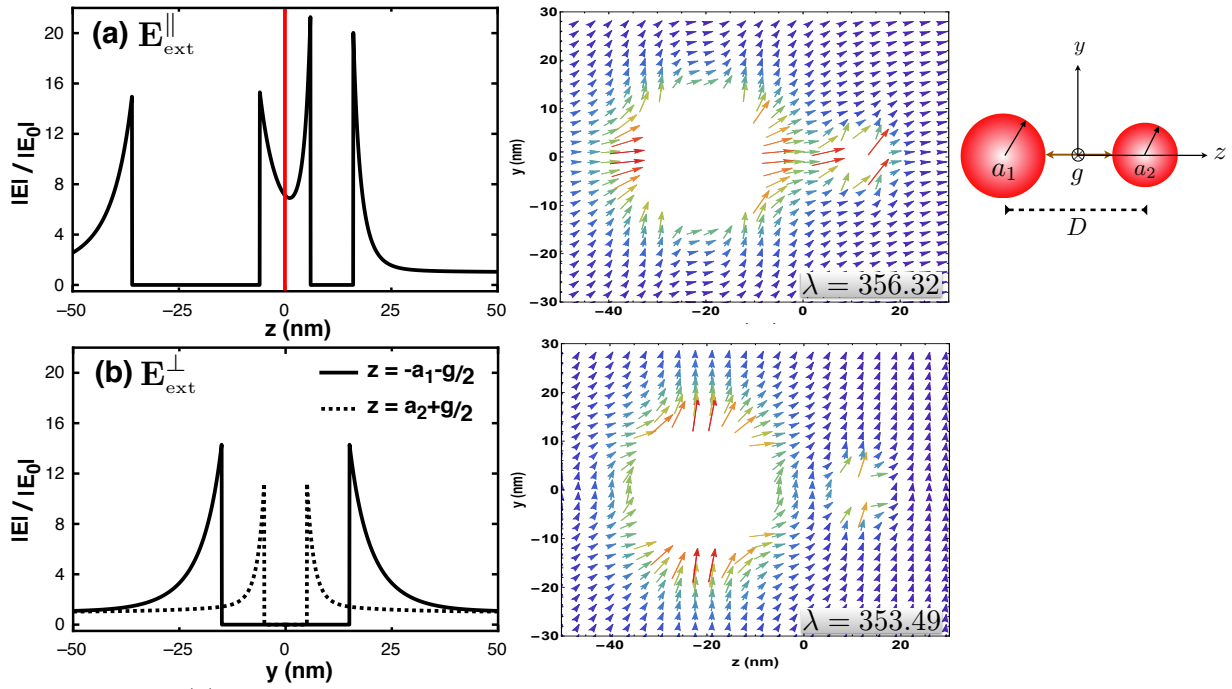 (a) E∥ext
|E| / |E0|
20
16
12
8
4
0
−50 −25 0 25 50
z (nm)
y (nm)
30
20
10
0
−10
−20
−30
−40 −20 0 20
λ = 356.32
y
z
a1
g
a2
D
(b) E⊥ext
z = -a1-g/2
z = a2+g/2
|E| / |E0|
20
16
12
8
4
0
−50 −25 0 25 50
y (nm)
y (nm)
30
20
10
0
−10
−20
−30
−40 −20 0 20
z (nm)
λ = 353.49